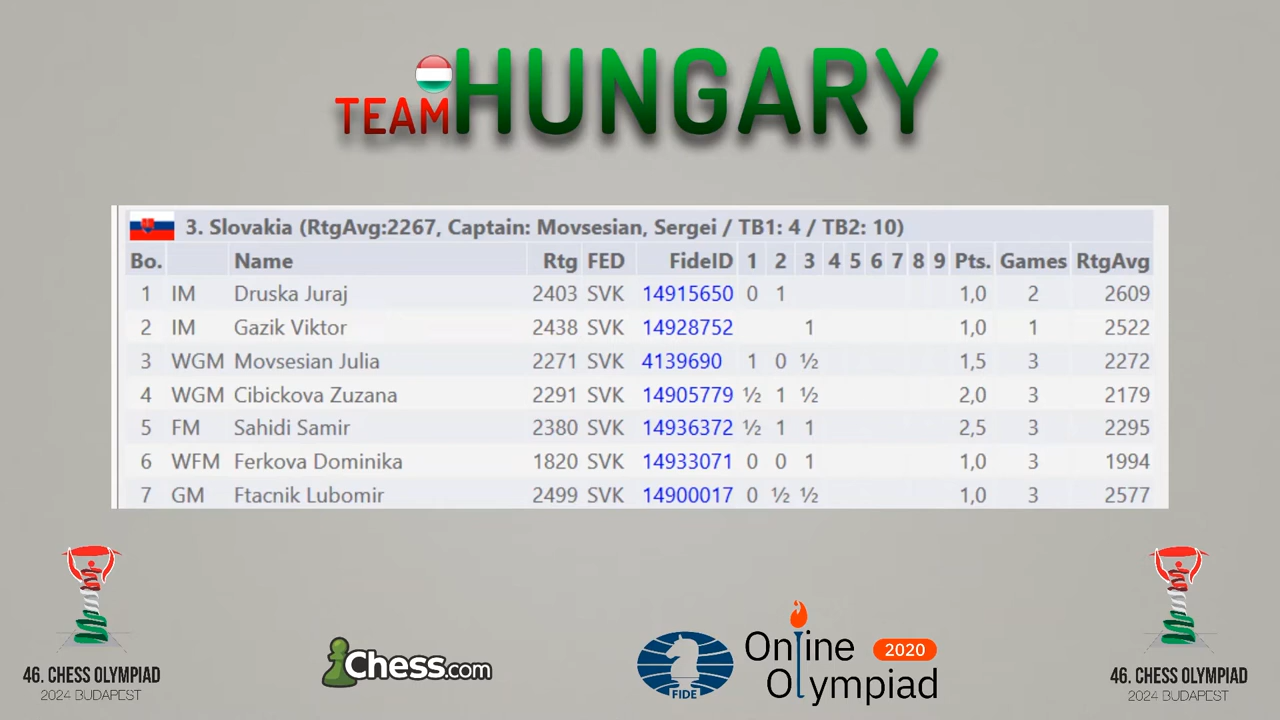 TEAM HUNGARY
3. Slovakia (RtgAvg:2267, Captain: Movsesian, Sergei / TB1: 4 / TB2: 10)
Bo. Name Rtg FED FideID 1 2 3 4 5 6 7 8 9 Pts. Games RtgAvg
1 IM Druska Juraj 2403 SVK 14915650 0 1 1,0 2 2609
2 IM Gazik Viktor 2438 SVK 14928752 1 1,0 1 2522
3 WGM Movsesian Julia 2271 SVK 4139690 1 0 ½ 1,5 3 2272
4 WGM Cibickova Zuzana 2291 SVK 14905779 ½ 1 ½ 2,0 3 2179
5 FM Sahidi Samir 2380 SVK 14936372 ½ 1 1 2,5 3 2295
6 WFM Ferkova Dominika 1820 SVK 14933071 0 0 1 1,0 3 1994
7 GM Ftacnik Lubomir 2499 SVK 14900017 0 ½ ½ 1,0 3 2577
46. CHESS OLYMPIAD
2024 BUDAPEST
Chess.com
FIDE
Online 2020
Olympiad
46. CHESS OLYMPIAD
2024 BUDAPEST